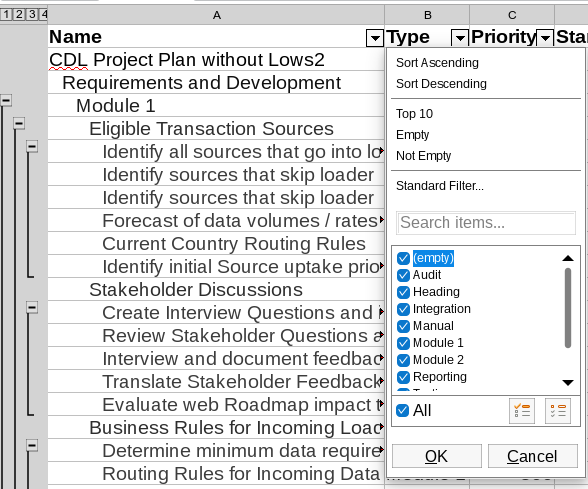 1 2 3 4
A B C
Name Type Priority Sta
CDL Project Plan without Lows2
Requirements and Development
Module 1
Eligible Transaction Sources
Identify all sources that go into lo
Identify sources that skip loader
Identify sources that skip loader
Forecast of data volumes / rates
Current Country Routing Rules
Identify initial Source uptake prio
Stakeholder Discussions
Create Interview Questions and
Review Stakeholder Questions a
Interview and document feedbac
Translate Stakeholder Feedback
Evaluate web Roadmap impact t
Business Rules for Incoming Loac
Determine minimum data require
Routing Rules for Incoming Data
Sort Ascending
Sort Descending
Top 10
Empty
Not Empty
Standard Filter...
Search items...
(empty)
Audit
Heading
Integration
Manual
Module 1
Module 2
Reporting
All
OK Cancel